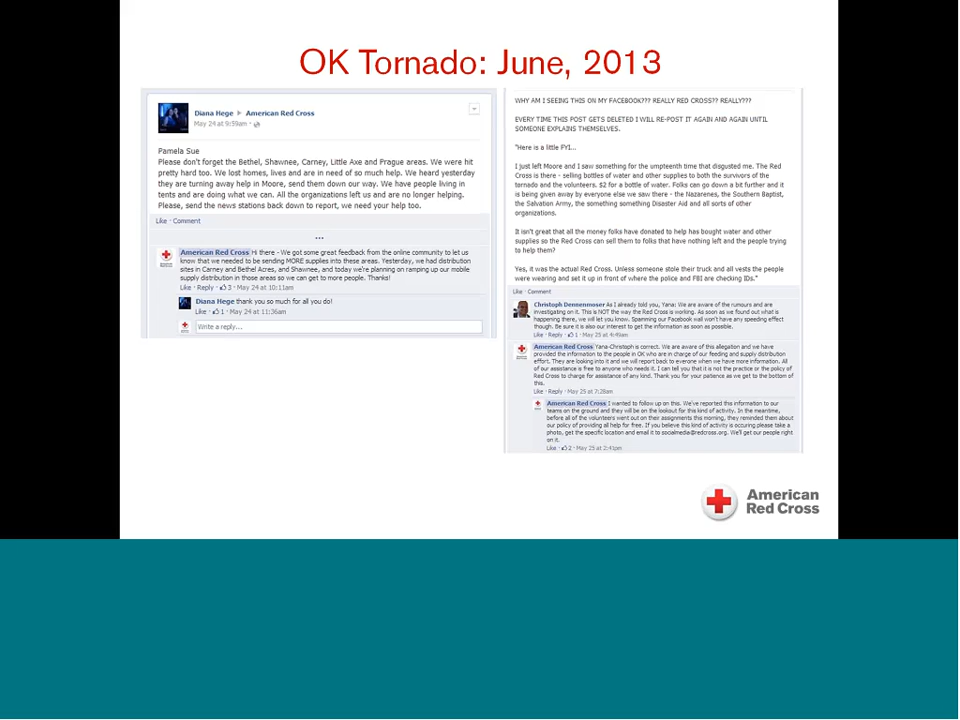 OK Tornado: June, 2013
Diana Hege ▸ American Red Cross
May 24 at 9:59am ·
Pamela Sue
Please don't forget the Bethel, Shawnee, Carney, Little Axe and Prague areas. We were hit
pretty hard too. We lost homes, lives and are in need of so much help. We heard yesterday
they are turning away help in Moore, send them down our way. We have people living in
tents and are doing what we can. All the organizations left us and are no longer helping.
Please, send the news stations back down to report, we need your help too.
Like · Comment
...
American Red Cross Hi there - We got some great feedback from the online community to let us
know that we needed to be sending MORE supplies into these areas. Yesterday, we had distribution
sites in Carney and Bethel Acres, and Shawnee, and today we're planning on ramping up our mobile
supply distribution in those areas so we can get to more people. Thanks!
Like · Reply · 3 · May 24 at 10:11am
Diana Hege thank you so much for all you do!
Like · 1 · May 24 at 11:36am
Write a reply...
WHY AM I SEEING THIS ON MY FACEBOOK??? REALLY RED CROSS?? REALLY???
EVERY TIME THIS POST GETS DELETED I WILL RE-POST IT AGAIN AND AGAIN UNTIL
SOMEONE EXPLAINS THEMSELVES.
"Here is a little FYI...
I just left Moore and I saw something for the umpteenth time that disgusted me. The Red
Cross is there - selling bottles of water and other supplies to both the survivors of the
tornado and the volunteers. $2 for a bottle of water. Folks can go down a bit further and it
is being given away by everyone else we saw there - the Nazarenes, the Southern Baptist,
the Salvation Army, the something something Disaster Aid and all sorts of other
organizations.
It isn't great that all the money folks have donated to help has bought water and other
supplies so the Red Cross can sell them to folks that have nothing left and the people trying
to help them?
Yes, it was the actual Red Cross. Unless someone stole their truck and all vests the people
were wearing and set it up in front of where the police and FBI are checking IDs."
Like · Comment
Christoph Dennenmoser As I already told you, Yana: We are aware of the rumours and are
investigating on it. This is NOT the way the Red Cross is working. As soon as we found out what is
happening there, we will let you know. Spamming our Facebook wall won't have any speeding effect
though. Be sure it is also our interest to get the information as soon as possible.
Like · Reply · 1 · May 25 at 4:49am
American Red Cross Yana-Christoph is correct. We are aware of this allegation and we have
provided the information to the people in OK who are in charge of our feeding and supply distribution
effort. They are looking into it and we will report back to everone when we have more information. All
of our assistance is free to anyone who needs it. I can tell you that it is not the practice or the policy of
Red Cross to charge for assistance of any kind. Thank you for your patience as we get to the bottom of
this.
Like · Reply · May 25 at 7:28am
American Red Cross I wanted to follow up on this. We've reported this information to our
teams on the ground and they will be on the lookout for this kind of activity. In the meantime,
before all of the volunteers went out on their assignments this morning, they reminded them about
our policy of providing all help for free. If you believe this kind of activity is occuring please take a
photo, get the specific location and email it to socialmedia@redcross.org. We'll get our people right
on it.
Like · 2 · May 25 at 2:41pm
American
Red Cross